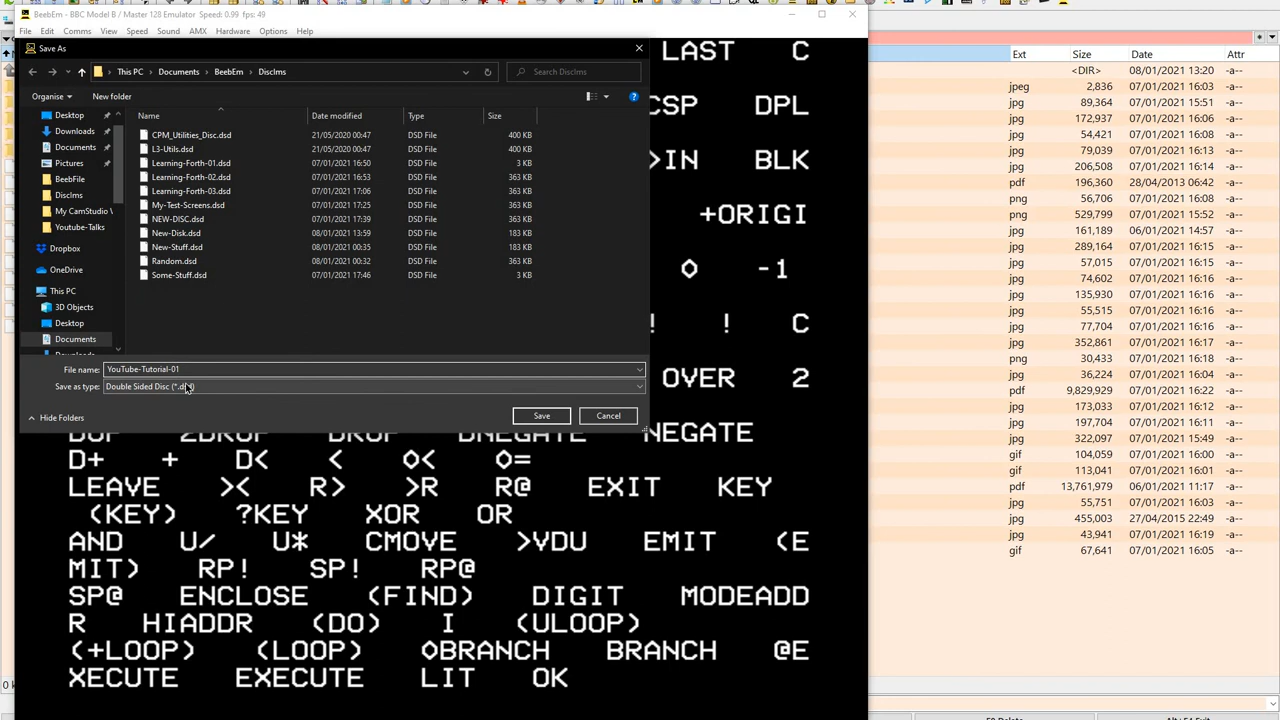 BeebEm - BBC Model B / Master 128 Emulator Speed: 0.99 fps: 49
File Edit Comms View Speed Sound AMX Hardware Options Help
Save As
This PC > Documents > BeebEm > DiscIms
Search DiscIms
Organise New folder
Desktop
Downloads
Documents
Pictures
BeebFile
DiscIms
My CamStudio \
Youtube-Talks
Dropbox
OneDrive
This PC
3D Objects
Desktop
Documents
Name Date modified Type Size
CPM_Utilities_Disc.dsd 21/05/2020 00:47 DSD File 400 KB
L3-Utils.dsd 21/05/2020 00:47 DSD File 400 KB
Learning-Forth-01.dsd 07/01/2021 16:50 DSD File 3 KB
Learning-Forth-02.dsd 07/01/2021 16:53 DSD File 363 KB
Learning-Forth-03.dsd 07/01/2021 17:06 DSD File 363 KB
My-Test-Screens.dsd 07/01/2021 17:25 DSD File 363 KB
NEW-DISC.dsd 07/01/2021 17:39 DSD File 363 KB
New-Disk.dsd 08/01/2021 13:59 DSD File 183 KB
New-Stuff.dsd 08/01/2021 00:35 DSD File 183 KB
Random.dsd 08/01/2021 00:32 DSD File 363 KB
Some-Stuff.dsd 07/01/2021 17:46 DSD File 3 KB
File name: YouTube-Tutorial-01
Save as type: Double Sided Disc (*.dsd)
Hide Folders Save Cancel
LAST C
CSP DPL
>IN BLK
+ORIGI
0 -1
! ! C
OVER 2
DUP 2DROP DROP DNEGATE NEGATE
D+ + D< < 0< 0=
LEAVE >< R> >R R@ EXIT KEY
(KEY) ?KEY XOR OR
AND U/ U* CMOVE >VDU EMIT (E
MIT) RP! SP! RP@
SP@ ENCLOSE (FIND) DIGIT MODEADD
R HIADDR (DO) I (ULOOP)
(+LOOP) (LOOP) 0BRANCH BRANCH @E
XECUTE EXECUTE LIT OK
Ext Size Date Attr
<DIR> 08/01/2021 13:20 -a--
jpeg 2,836 07/01/2021 16:03 -a--
jpg 89,364 07/01/2021 15:51 -a--
jpg 172,937 07/01/2021 16:06 -a--
jpg 54,421 07/01/2021 16:08 -a--
jpg 79,039 07/01/2021 16:13 -a--
jpg 206,508 07/01/2021 16:14 -a--
pdf 196,360 28/04/2013 06:42 -a--
png 56,706 07/01/2021 16:08 -a--
png 529,799 07/01/2021 13:52 -a--
jpg 161,189 06/01/2021 14:57 -a--
jpg 289,164 07/01/2021 16:15 -a--
jpg 57,015 07/01/2021 16:15 -a--
jpg 74,602 07/01/2021 16:16 -a--
jpg 135,930 07/01/2021 16:16 -a--
jpg 55,515 07/01/2021 16:16 -a--
jpg 77,704 07/01/2021 16:16 -a--
jpg 352,861 07/01/2021 16:17 -a--
png 30,433 07/01/2021 16:18 -a--
jpg 36,224 07/01/2021 16:04 -a--
pdf 9,829,929 07/01/2021 16:22 -a--
jpg 173,033 07/01/2021 16:12 -a--
jpg 197,704 07/01/2021 16:11 -a--
jpg 322,097 07/01/2021 15:49 -a--
gif 104,059 07/01/2021 16:00 -a--
gif 113,041 07/01/2021 16:01 -a--
pdf 13,761,979 06/01/2021 11:17 -a--
jpg 55,751 07/01/2021 16:03 -a--
jpg 455,003 27/04/2015 22:49 -a--
jpg 43,941 07/01/2021 16:19 -a--
gif 67,641 07/01/2021 16:05 -a--
0 k